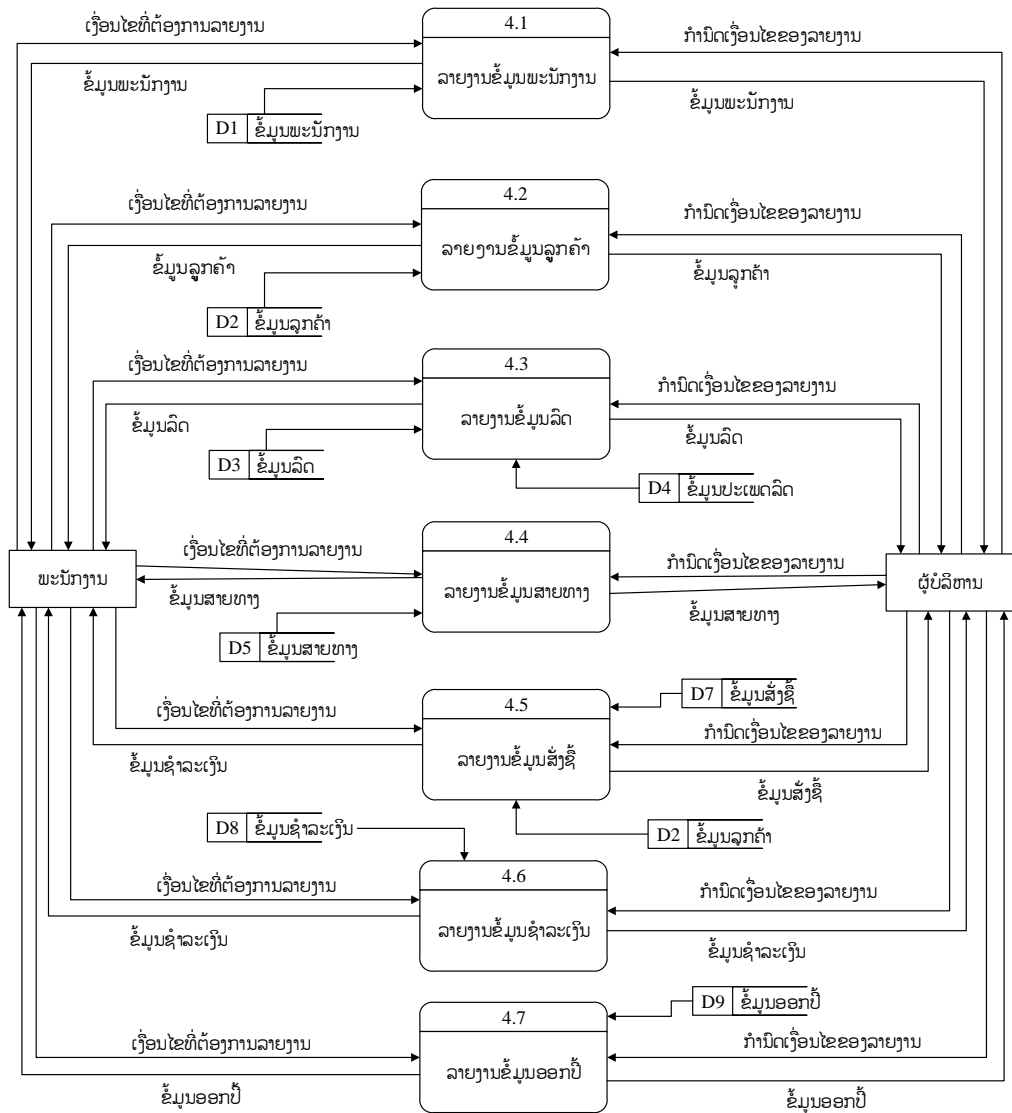 4.1
ເງື່ອນໄຂທີ່ຕ້ອງການລາຍງານ
ກຳນົດເງື່ອນໄຂຂອງລາຍງານ
ລາຍງານຂໍ້ມູນພະນັກງານ
ຂໍ້ມູນພະນັກງານ
ຂໍ້ມູນພະນັກງານ
D1 ຂໍ້ມູນພະນັກງານ
4.2
ເງື່ອນໄຂທີ່ຕ້ອງການລາຍງານ
ກຳນົດເງື່ອນໄຂຂອງລາຍງານ
ລາຍງານຂໍ້ມູນລູກຄ້າ
ຂໍ້ມູນລູກຄ້າ
ຂໍ້ມູນລູກຄ້າ
D2 ຂໍ້ມູນລູກຄ້າ
4.3
ເງື່ອນໄຂທີ່ຕ້ອງການລາຍງານ
ກຳນົດເງື່ອນໄຂຂອງລາຍງານ
ລາຍງານຂໍ້ມູນລົດ
ຂໍ້ມູນລົດ
ຂໍ້ມູນລົດ
D3 ຂໍ້ມູນລົດ
D4 ຂໍ້ມູນປະເພດລົດ
4.4
ເງື່ອນໄຂທີ່ຕ້ອງການລາຍງານ
ກຳນົດເງື່ອນໄຂຂອງລາຍງານ
ພະນັກງານ
ລາຍງານຂໍ້ມູນສາຍທາງ
ຜູ້ບໍລິຫານ
ຂໍ້ມູນສາຍທາງ
ຂໍ້ມູນສາຍທາງ
D5 ຂໍ້ມູນສາຍທາງ
D7 ຂໍ້ມູນສັ່ງຊື້
4.5
ເງື່ອນໄຂທີ່ຕ້ອງການລາຍງານ
ກຳນົດເງື່ອນໄຂຂອງລາຍງານ
ລາຍງານຂໍ້ມູນສັ່ງຊື້
ຂໍ້ມູນຊຳລະເງິນ
ຂໍ້ມູນສັ່ງຊື້
D8 ຂໍ້ມູນຊຳລະເງິນ
D2 ຂໍ້ມູນລູກຄ້າ
4.6
ເງື່ອນໄຂທີ່ຕ້ອງການລາຍງານ
ກຳນົດເງື່ອນໄຂຂອງລາຍງານ
ລາຍງານຂໍ້ມູນຊຳລະເງິນ
ຂໍ້ມູນຊຳລະເງິນ
ຂໍ້ມູນຊຳລະເງິນ
D9 ຂໍ້ມູນອອກປີ້
4.7
ເງື່ອນໄຂທີ່ຕ້ອງການລາຍງານ
ກຳນົດເງື່ອນໄຂຂອງລາຍງານ
ລາຍງານຂໍ້ມູນອອກປີ້
ຂໍ້ມູນອອກປີ້
ຂໍ້ມູນອອກປີ້